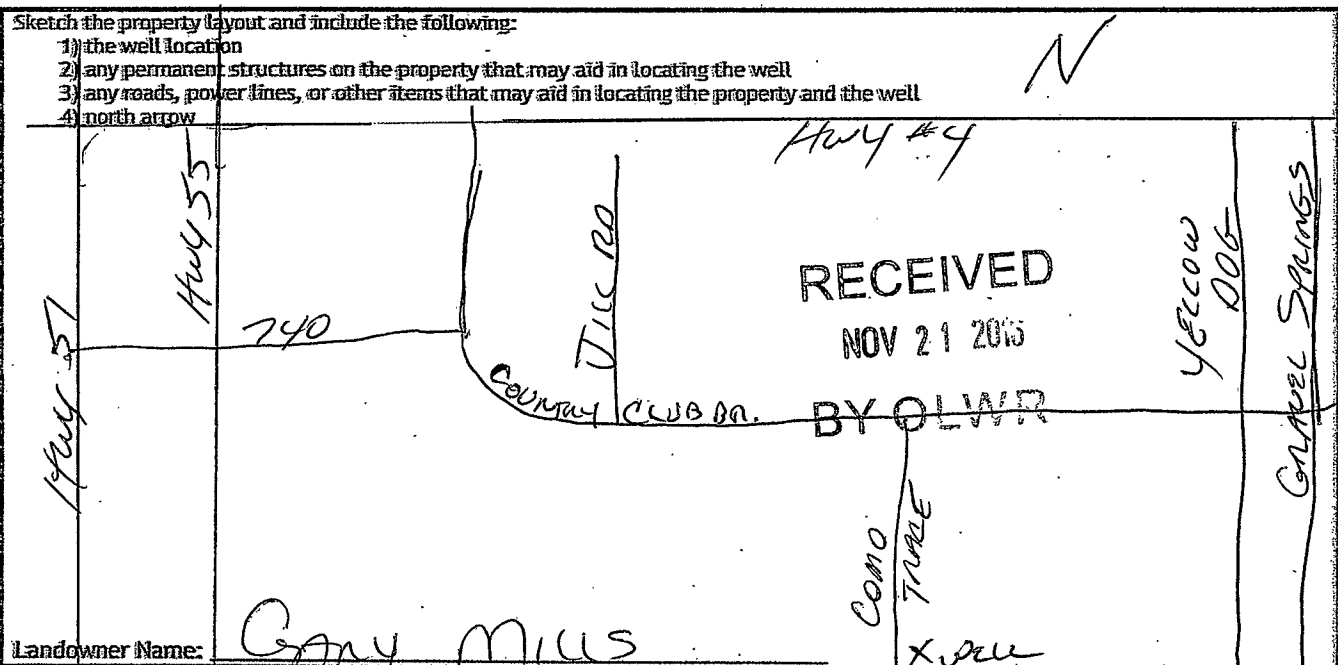 Sketch the property layout and include the following:
1) the well location
2) any permanent structures on the property that may aid in locating the well
3) any roads, power lines, or other items that may aid in locating the property and the well
4) north arrow
N
Hwy #4
Hwy 55
Hwy 51
740
Jill Rd
COUNTRY CLUB DR.
RECEIVED
NOV 21 2015
BY OLWR
YELLOW
DOG
GRAVEL SPRINGS
COMO
TRACE
X WELL
Landowner Name: GARY MILLS